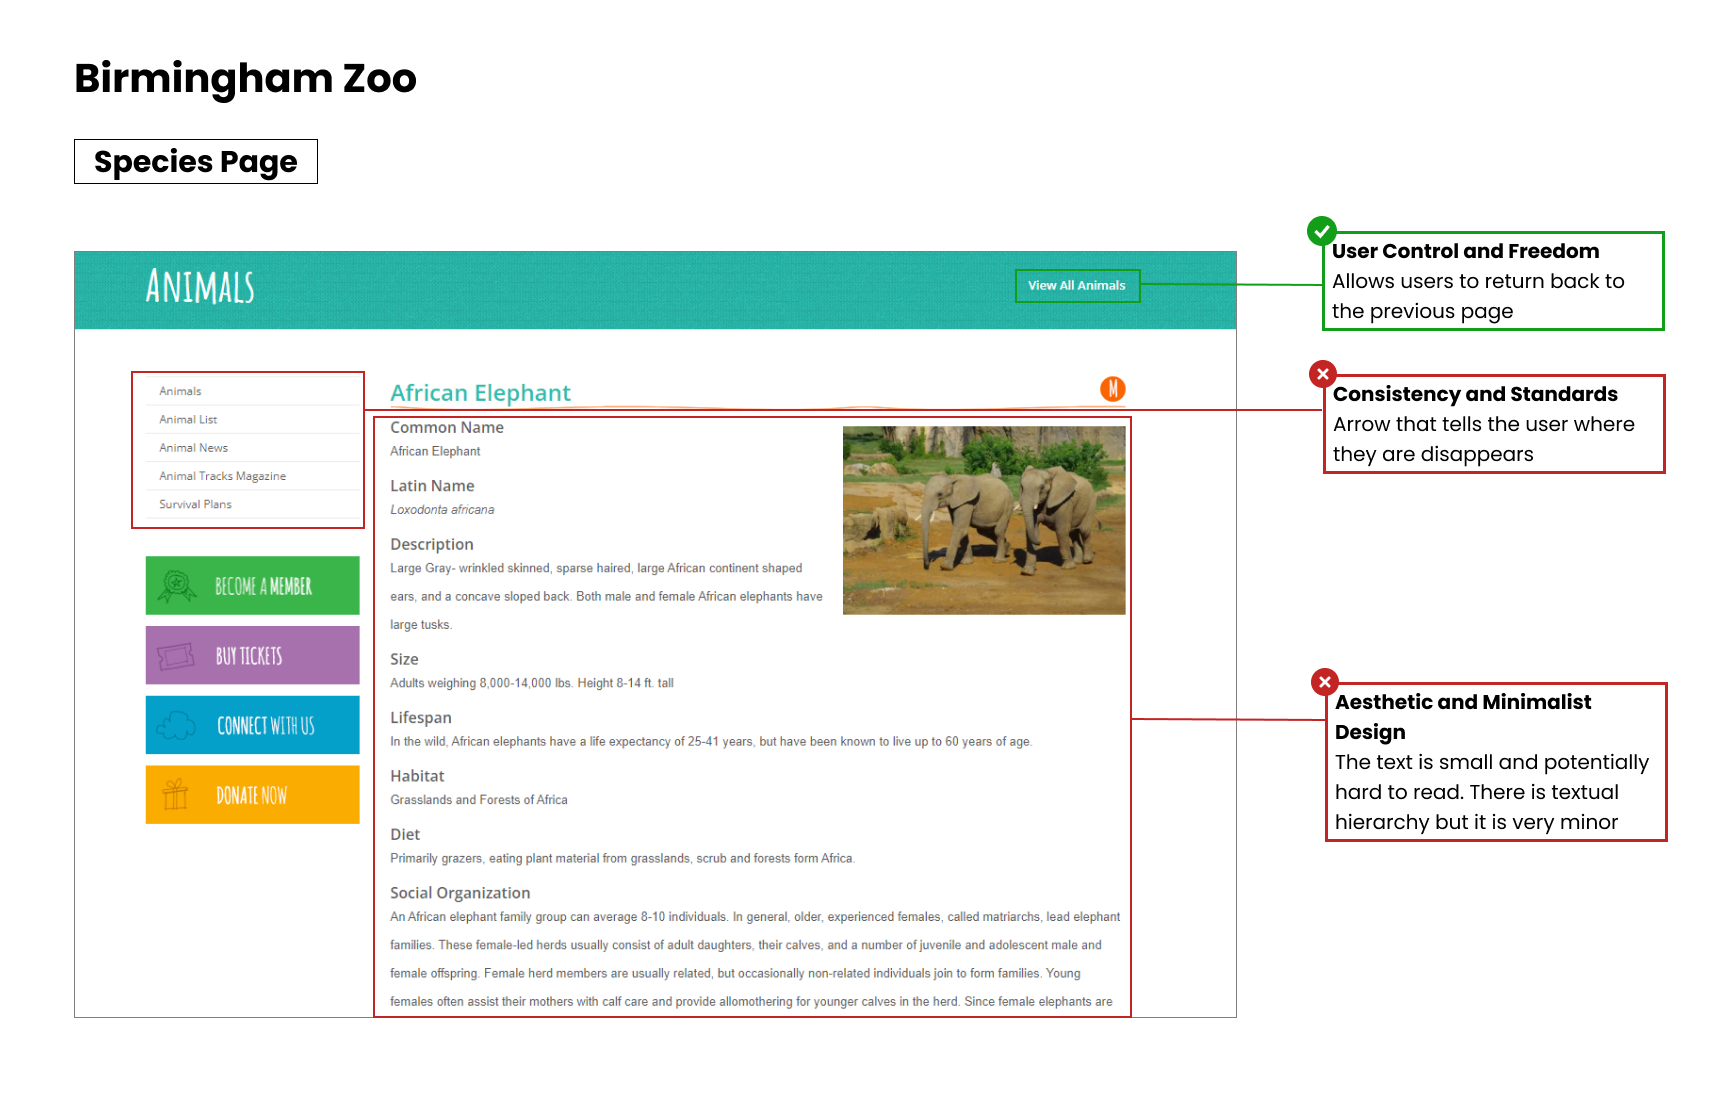 Birmingham Zoo
Species Page
ANIMALS
View All Animals
User Control and Freedom
Allows users to return back to
the previous page
Animals
Animal List
Animal News
Animal Tracks Magazine
Survival Plans
BECOME A MEMBER
BUY TICKETS
CONNECT WITH US
DONATE NOW
African Elephant
M
Common Name
African Elephant
Latin Name
Loxodonta africana
Description
Large Gray- wrinkled skinned, sparse haired, large African continent shaped
ears, and a concave sloped back. Both male and female African elephants have
large tusks.
Size
Adults weighing 8,000-14,000 lbs. Height 8-14 ft. tall
Lifespan
In the wild, African elephants have a life expectancy of 25-41 years, but have been known to live up to 60 years of age.
Habitat
Grasslands and Forests of Africa
Diet
Primarily grazers, eating plant material from grasslands, scrub and forests form Africa.
Social Organization
An African elephant family group can average 8-10 individuals. In general, older, experienced females, called matriarchs, lead elephant
families. These female-led herds usually consist of adult daughters, their calves, and a number of juvenile and adolescent male and
female offspring. Female herd members are usually related, but occasionally non-related individuals join to form families. Young
females often assist their mothers with calf care and provide allomothering for younger calves in the herd. Since female elephants are
Consistency and Standards
Arrow that tells the user where
they are disappears
Aesthetic and Minimalist
Design
The text is small and potentially
hard to read. There is textual
hierarchy but it is very minor